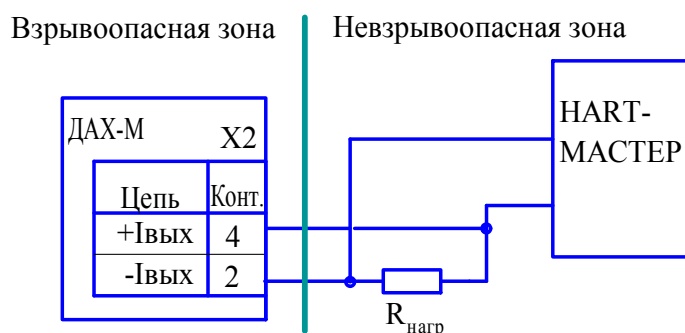 Взрывоопасная зона
Невзрывоопасная зона
ДАХ-М
X2
Цепь
Конт.
+Iвых
4
-Iвых
2
HART-
МАСТЕР
Rнагр